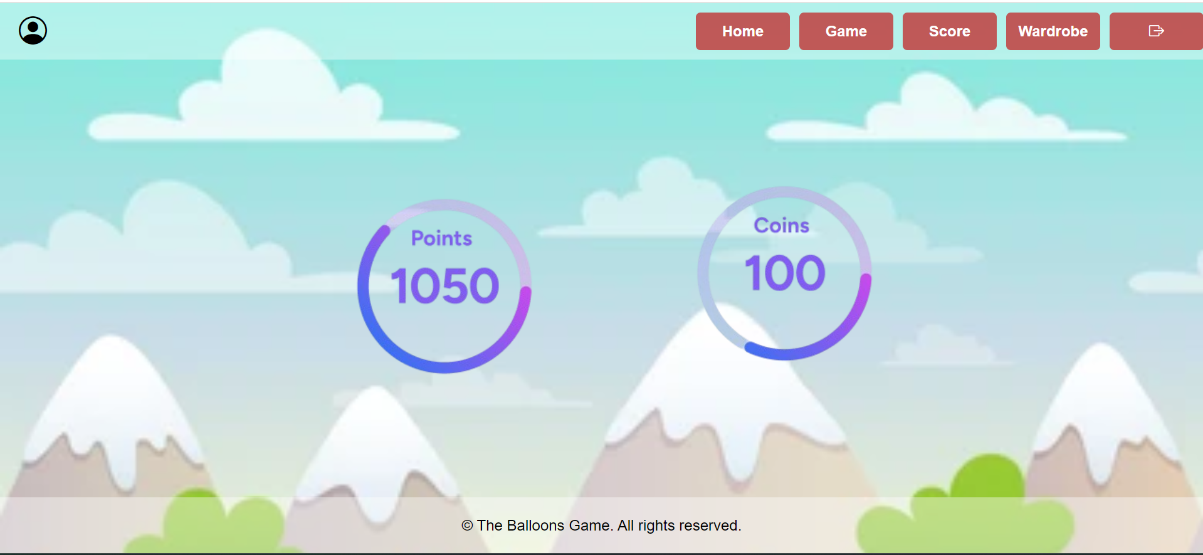 Home Game Score Wardrobe
Points
1050
Coins
100
© The Balloons Game. All rights reserved.